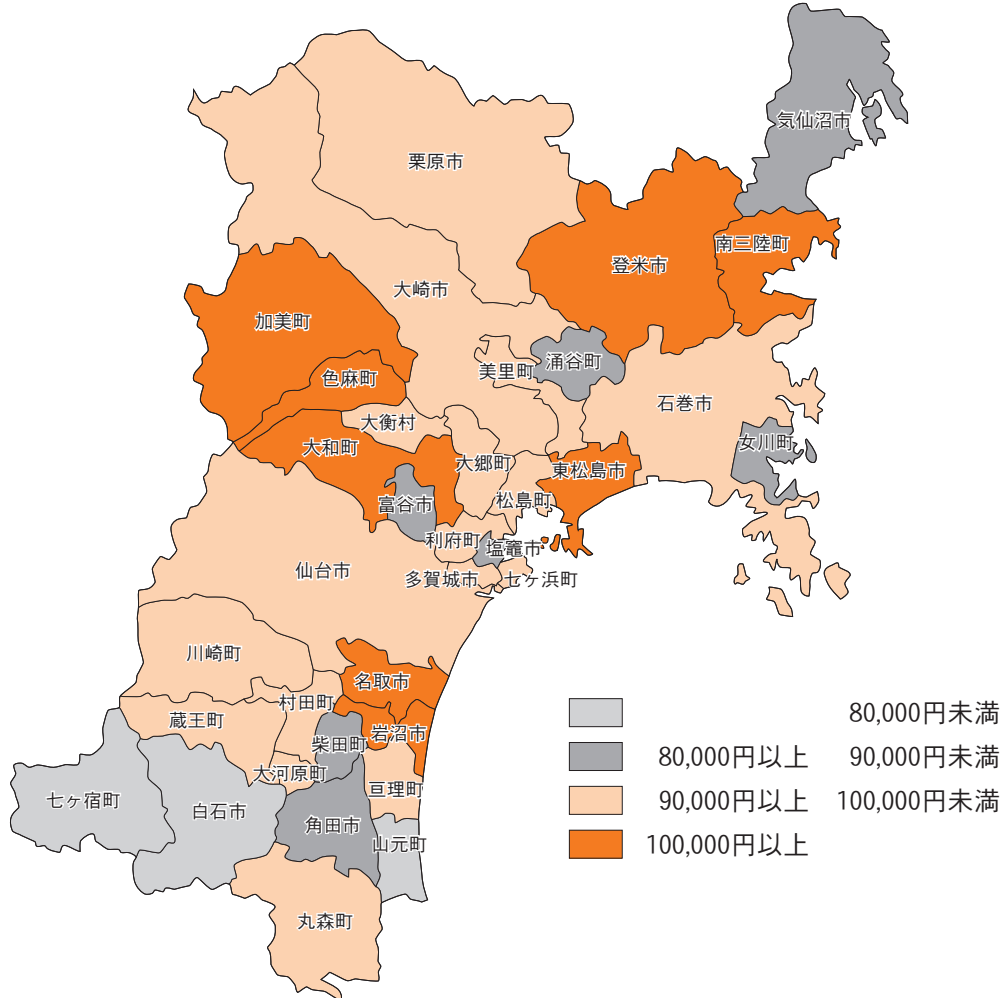 気仙沼市
栗原市
南三陸町
登米市
大崎市
加美町
涌谷町
美里町
色麻町
石巻市
大衡村
女川町
大和町
大郷町
東松島市
松島町
富谷市
利府町
塩竈市
仙台市
多賀城市
七ヶ浜町
川崎町
名取市
村田町
蔵王町
岩沼市
柴田町
大河原町
亘理町
七ヶ宿町
白石市
角田市
山元町
丸森町
80,000円未満
80,000円以上 90,000円未満
90,000円以上 100,000円未満
100,000円以上